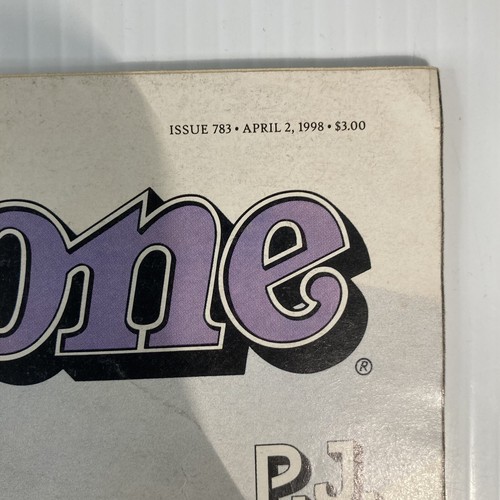 ISSUE 783 • APRIL 2, 1998 • $3.00
one
®
P.J.